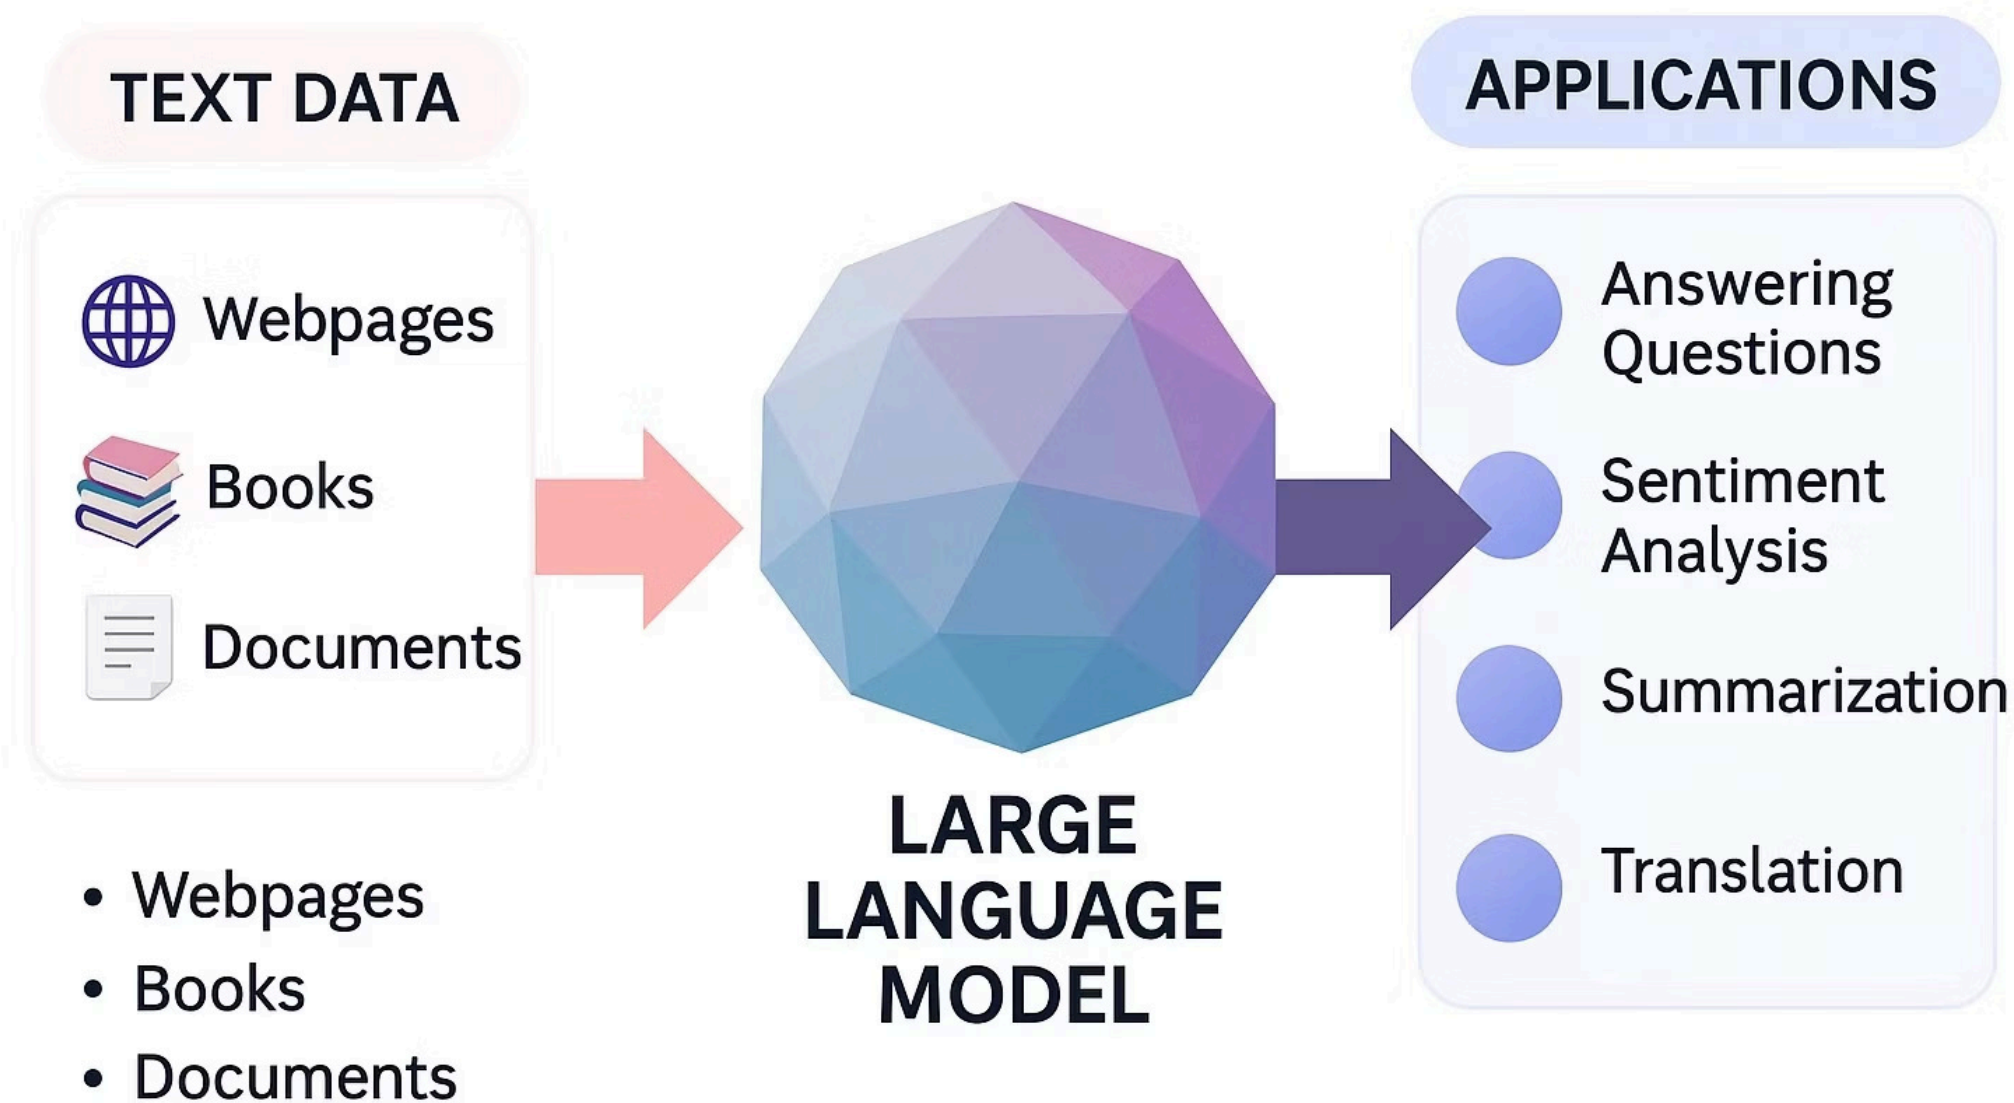 TEXT DATA
Webpages
Books
Documents
Webpages
Books
Documents
LARGE
LANGUAGE
MODEL
APPLICATIONS
Answering
Questions
Sentiment
Analysis
Summarization
Translation